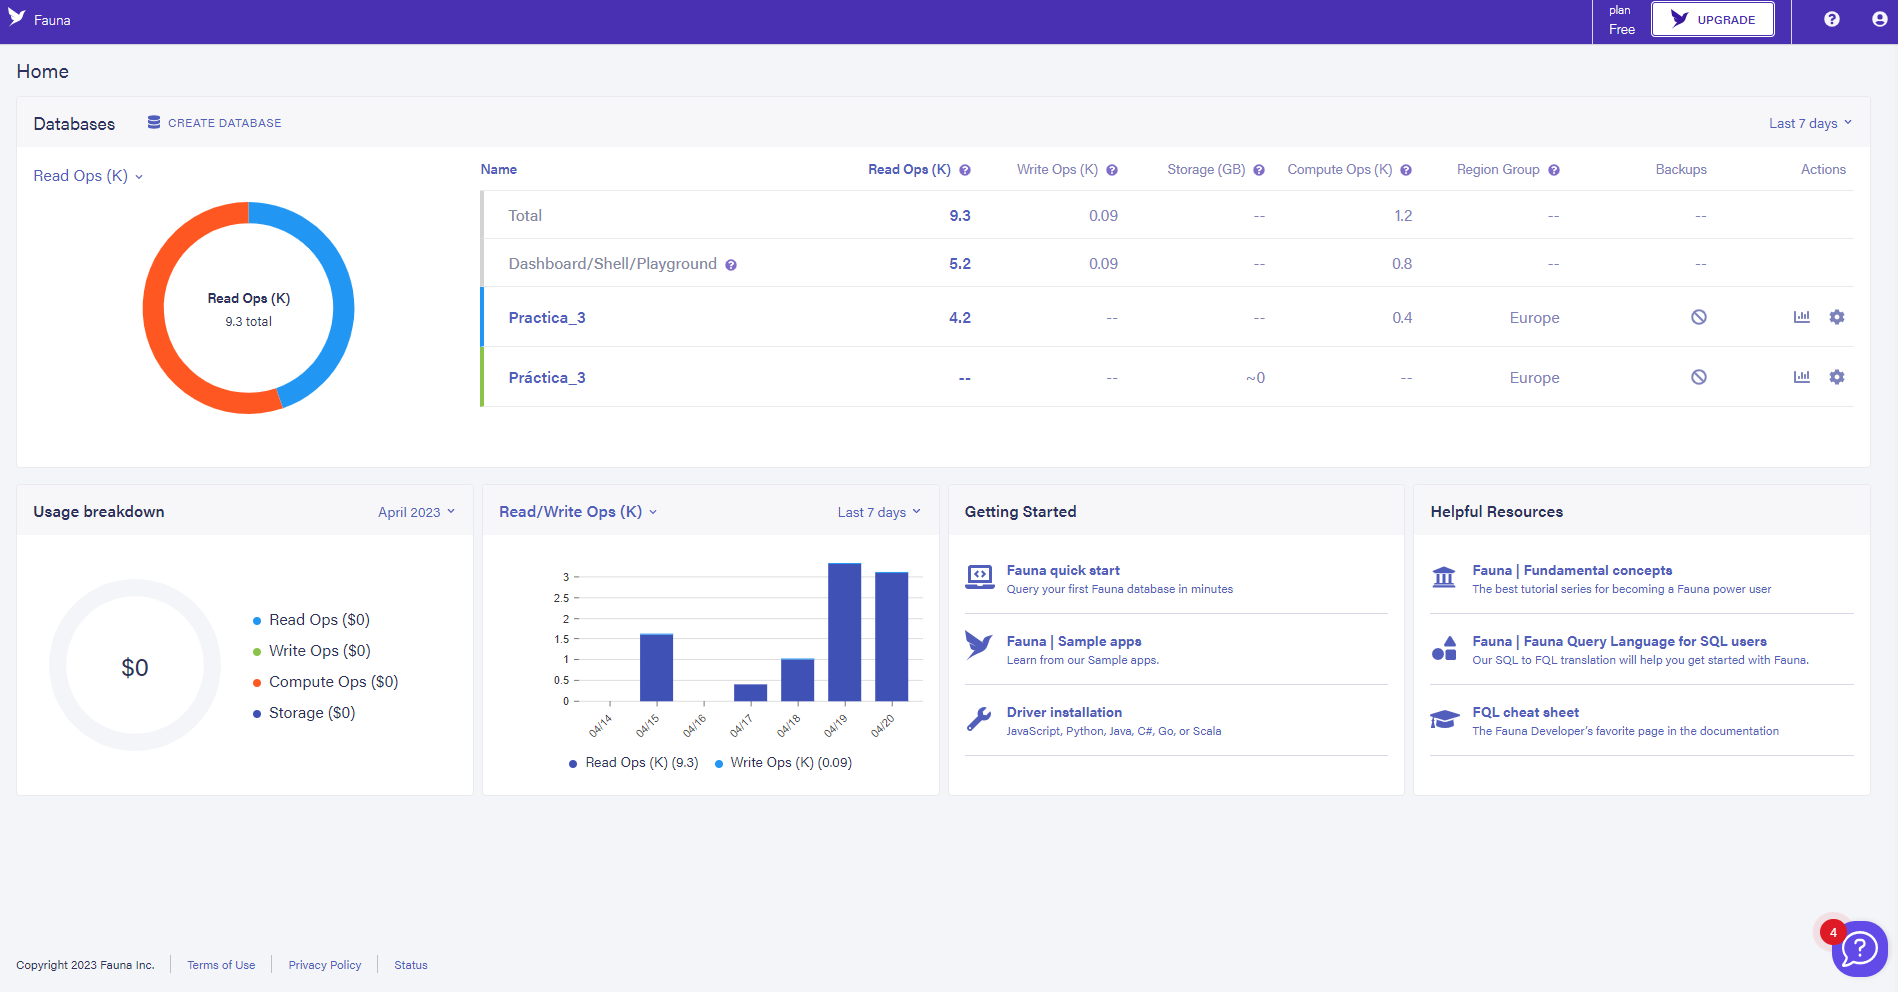 Fauna
plan
Free
UPGRADE
Home
Databases
CREATE DATABASE
Last 7 days
Read Ops (K)
Read Ops (K)
9.3 total
Name Read Ops (K) Write Ops (K) Storage (GB) Compute Ops (K) Region Group Backups Actions
Total 9.3 0.09 -- 1.2 -- --
Dashboard/Shell/Playground 5.2 0.09 -- 0.8 -- --
Practica_3 4.2 -- -- 0.4 Europe
Práctica_3 -- -- ~0 -- Europe
Usage breakdown
April 2023
$0
Read Ops ($0)
Write Ops ($0)
Compute Ops ($0)
Storage ($0)
Read/Write Ops (K)
Last 7 days
3
2.5
2
1.5
1
0.5
0
04/14 04/15 04/16 04/17 04/18 04/19 04/20
Read Ops (K) (9.3) Write Ops (K) (0.09)
Getting Started
Fauna quick start
Query your first Fauna database in minutes
Fauna | Sample apps
Learn from our Sample apps.
Driver installation
JavaScript, Python, Java, C#, Go, or Scala
Helpful Resources
Fauna | Fundamental concepts
The best tutorial series for becoming a Fauna power user
Fauna | Fauna Query Language for SQL users
Our SQL to FQL translation will help you get started with Fauna.
FQL cheat sheet
The Fauna Developer's favorite page in the documentation
4
Copyright 2023 Fauna Inc. Terms of Use Privacy Policy Status